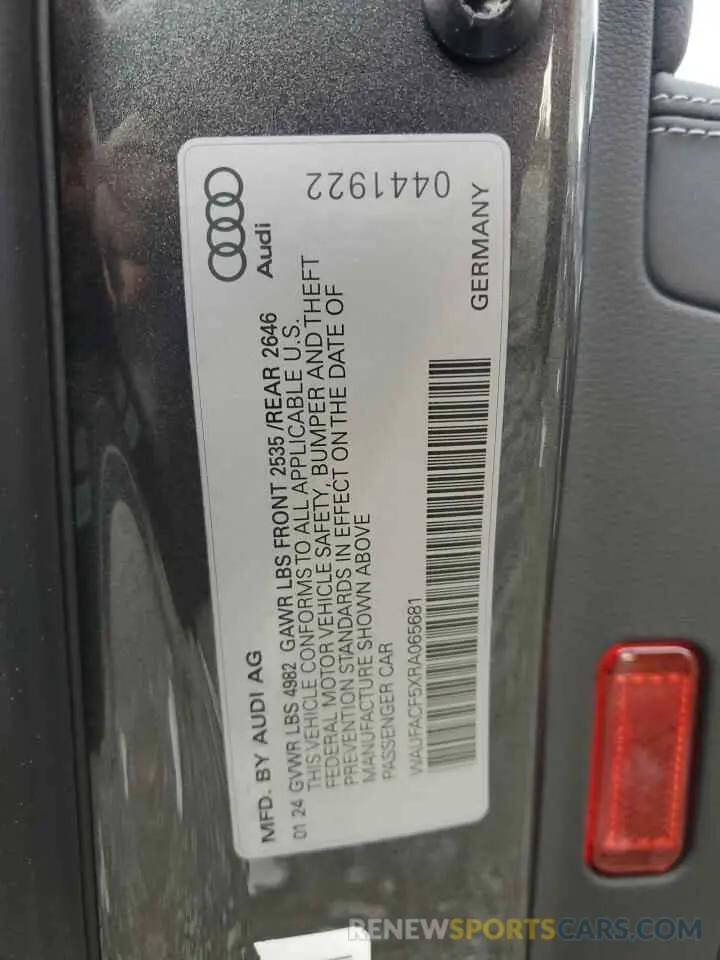 MFD. BY AUDI AG
Audi
01 24 GVWR LBS 4982 GAWR LBS FRONT 2535 /REAR 2646
THIS VEHICLE CONFORMS TO ALL APPLICABLE U.S.
FEDERAL MOTOR VEHICLE SAFETY, BUMPER AND THEFT
PREVENTION STANDARDS IN EFFECT ON THE DATE OF
MANUFACTURE SHOWN ABOVE
PASSENGER CAR
0441922
WAUFACF5XRA065681
GERMANY
RENEWSPORTSCARS.COM